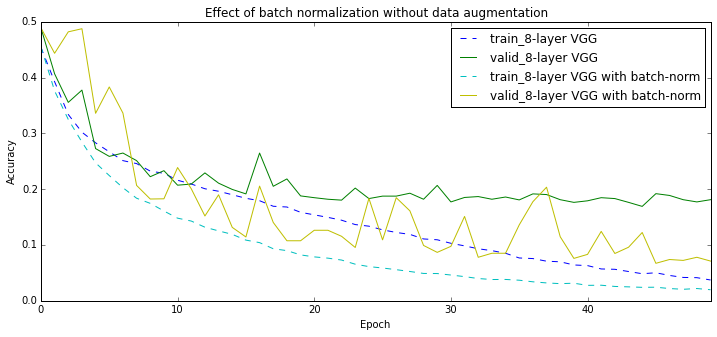 Effect of batch normalization without data augmentation
train_8-layer VGG
valid_8-layer VGG
train_8-layer VGG with batch-norm
valid_8-layer VGG with batch-norm
Accuracy
0.5
0.4
0.3
0.2
0.1
0.0
0 10 20 30 40
Epoch